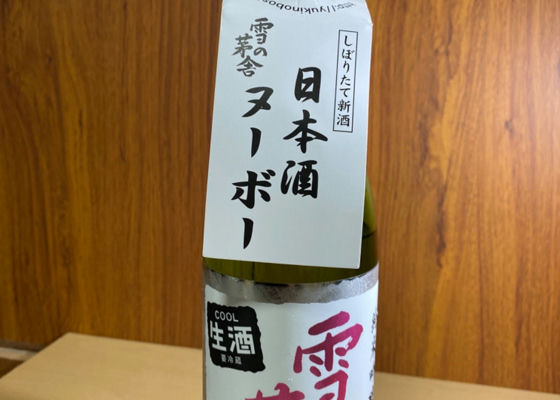 しぼりたて新酒
日本酒
ヌーボー
雪の
茅舎
COOL
生酒
要冷蔵
雪